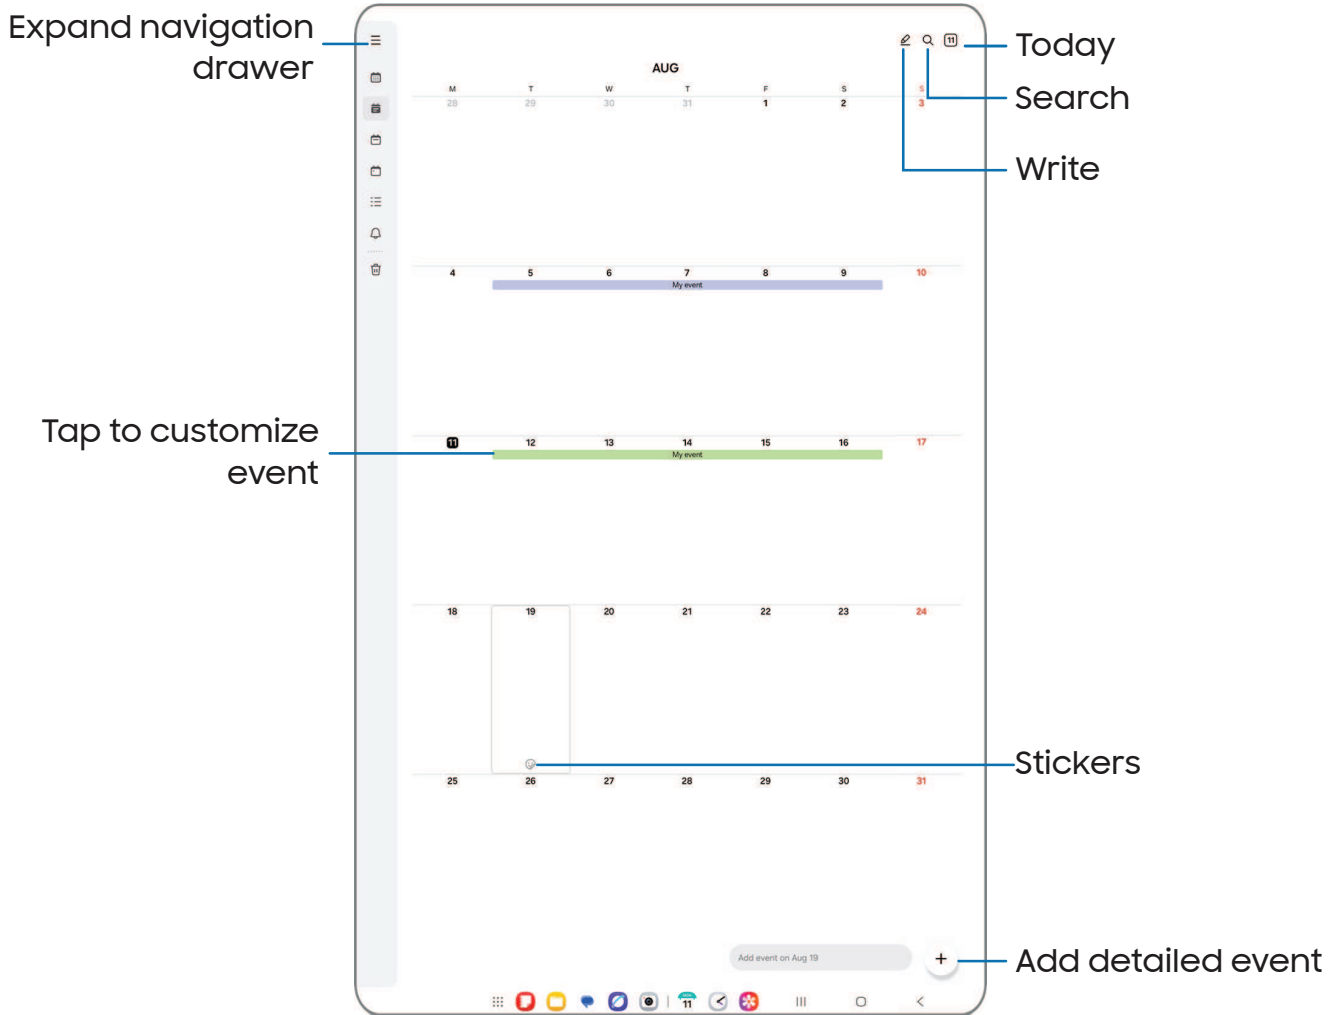 Expand navigation
drawer
11
Today
AUG
Search
M T W T F S S
28 29 30 31 1 2 3
Write
4 5 6 7 8 9 10
My event
Tap to customize
event
11 12 13 14 15 16 17
My event
18 19 20 21 22 23 24
Stickers
25 26 27 28 29 30 31
Add event on Aug 19
+
Add detailed event
11